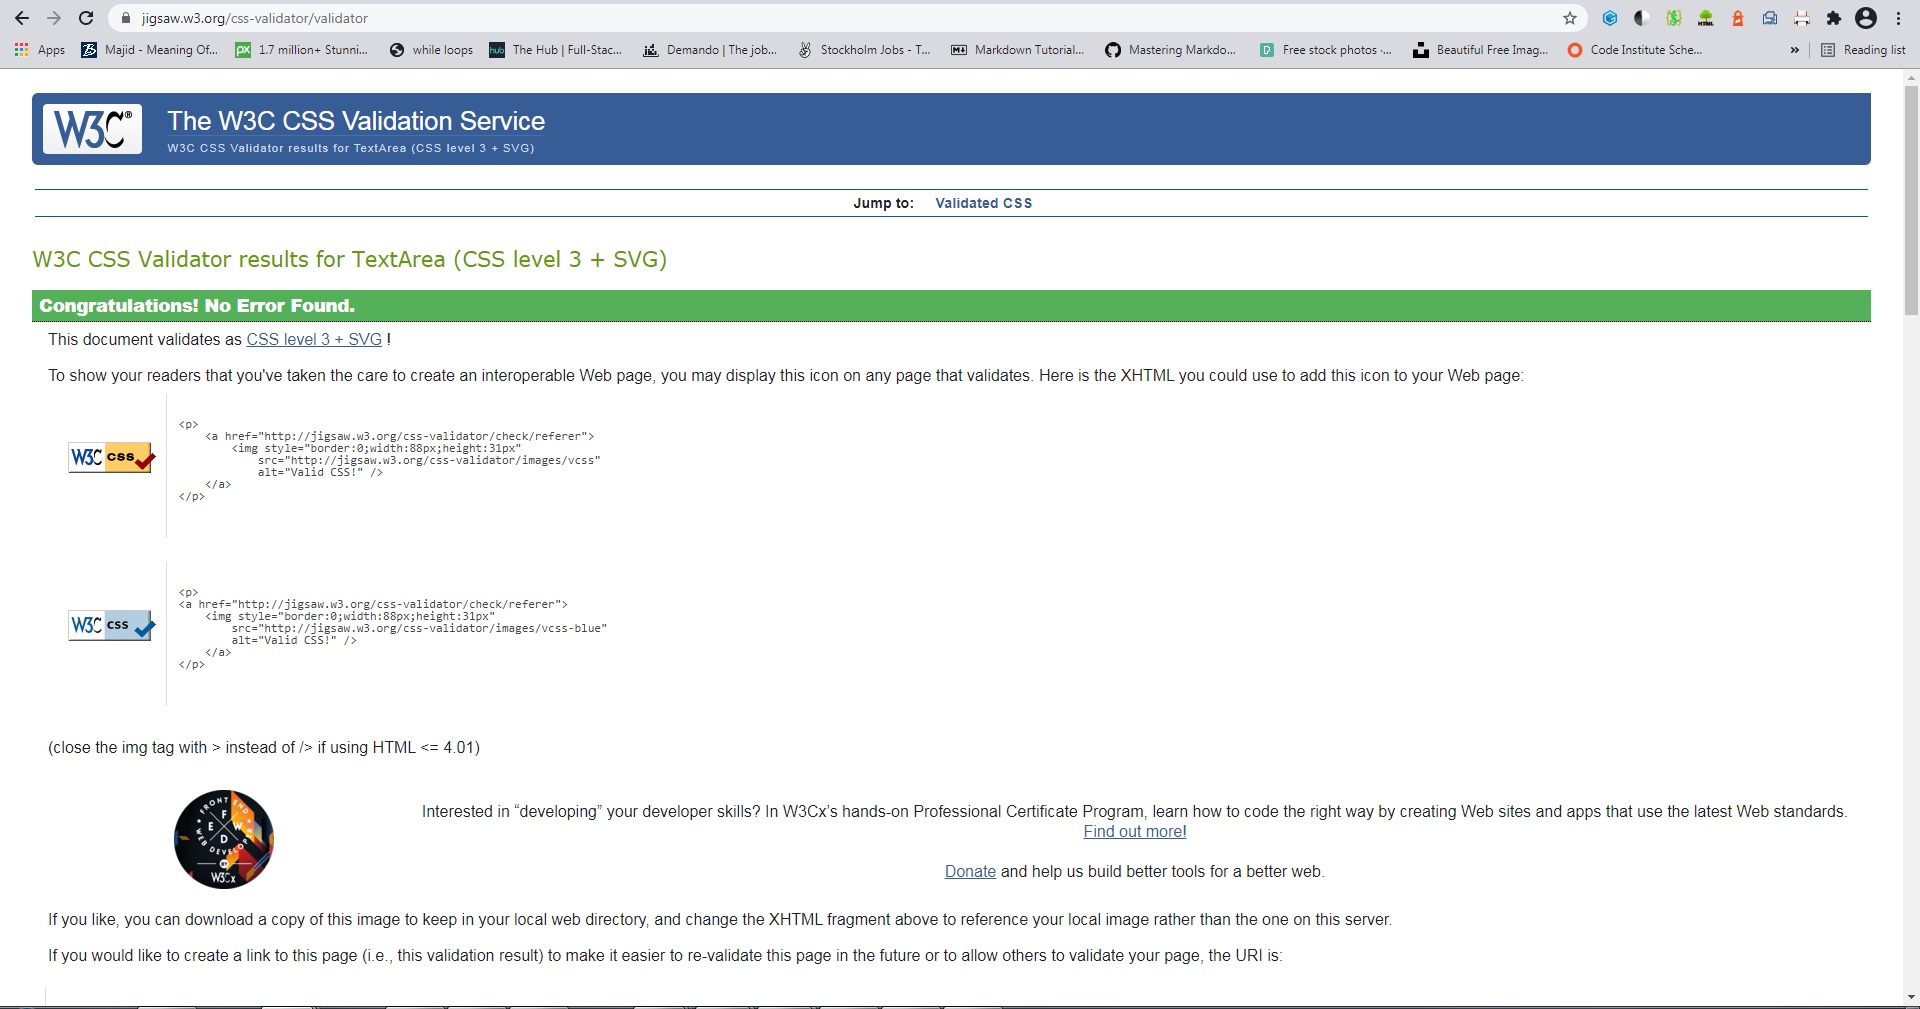 jigsaw.w3.org/css-validator/validator
Apps Majid - Meaning Of... px 1.7 million+ Stunni... while loops hub The Hub | Full-Stac... Demando | The job... Stockholm Jobs - T... Markdown Tutorial... Mastering Markdo... Free stock photos ·... Beautiful Free Imag... Code Institute Sche... » Reading list
W3C® The W3C CSS Validation Service
W3C CSS Validator results for TextArea (CSS level 3 + SVG)
Jump to: Validated CSS
W3C CSS Validator results for TextArea (CSS level 3 + SVG)
Congratulations! No Error Found.
This document validates as CSS level 3 + SVG !
To show your readers that you've taken the care to create an interoperable Web page, you may display this icon on any page that validates. Here is the XHTML you could use to add this icon to your Web page:
W3C css
<p>
<a href="http://jigsaw.w3.org/css-validator/check/referer">
<img style="border:0;width:88px;height:31px"
src="http://jigsaw.w3.org/css-validator/images/vcss"
alt="Valid CSS!" />
</a>
</p>
W3C css
<p>
<a href="http://jigsaw.w3.org/css-validator/check/referer">
<img style="border:0;width:88px;height:31px"
src="http://jigsaw.w3.org/css-validator/images/vcss-blue"
alt="Valid CSS!" />
</a>
</p>
(close the img tag with > instead of /> if using HTML <= 4.01)
FRONT END
F E W D
WEB DEVELOPER
W3Cx
Interested in “developing” your developer skills? In W3Cx’s hands-on Professional Certificate Program, learn how to code the right way by creating Web sites and apps that use the latest Web standards.
Find out more!
Donate and help us build better tools for a better web.
If you like, you can download a copy of this image to keep in your local web directory, and change the XHTML fragment above to reference your local image rather than the one on this server.
If you would like to create a link to this page (i.e., this validation result) to make it easier to re-validate this page in the future or to allow others to validate your page, the URI is: